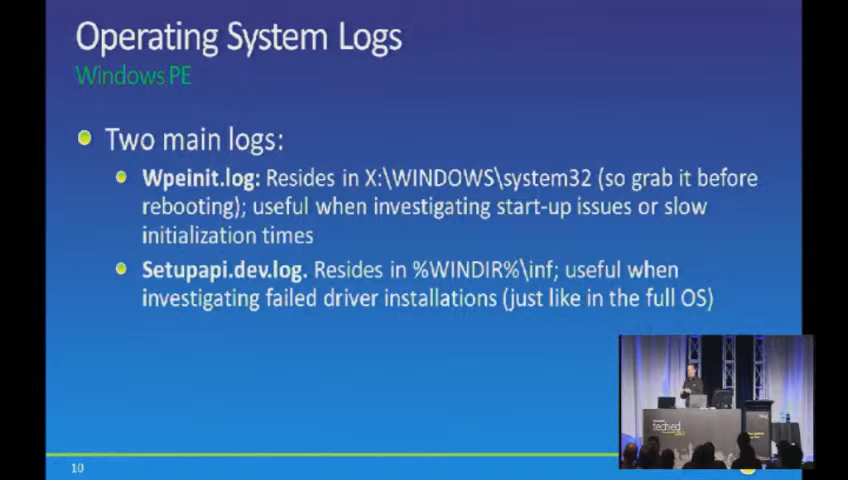 Operating System Logs
Windows PE
Two main logs:
Wpeinit.log: Resides in X:\WINDOWS\system32 (so grab it before
rebooting); useful when investigating start-up issues or slow
initialization times
Setupapi.dev.log. Resides in %WINDIR%\inf; useful when
investigating failed driver installations (just like in the full OS)
tech·ed
10